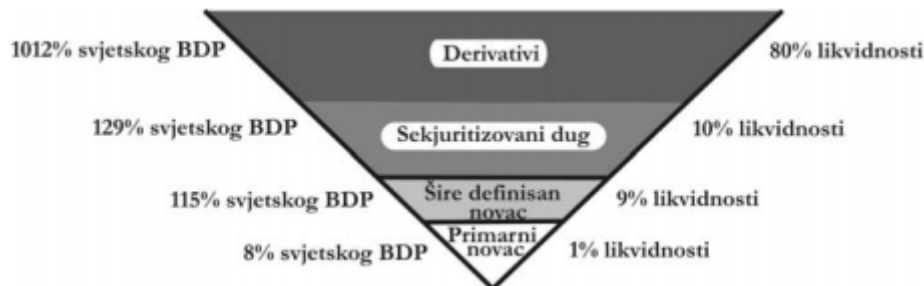 1012% svjetskog BDP
Derivativi
80% likvidnosti
129% svjetskog BDP
Sekjuritizovani dug
10% likvidnosti
115% svjetskog BDP
Šire definisan
novac
9% likvidnosti
8% svjetskog BDP
Primarni
novac
1% likvidnosti